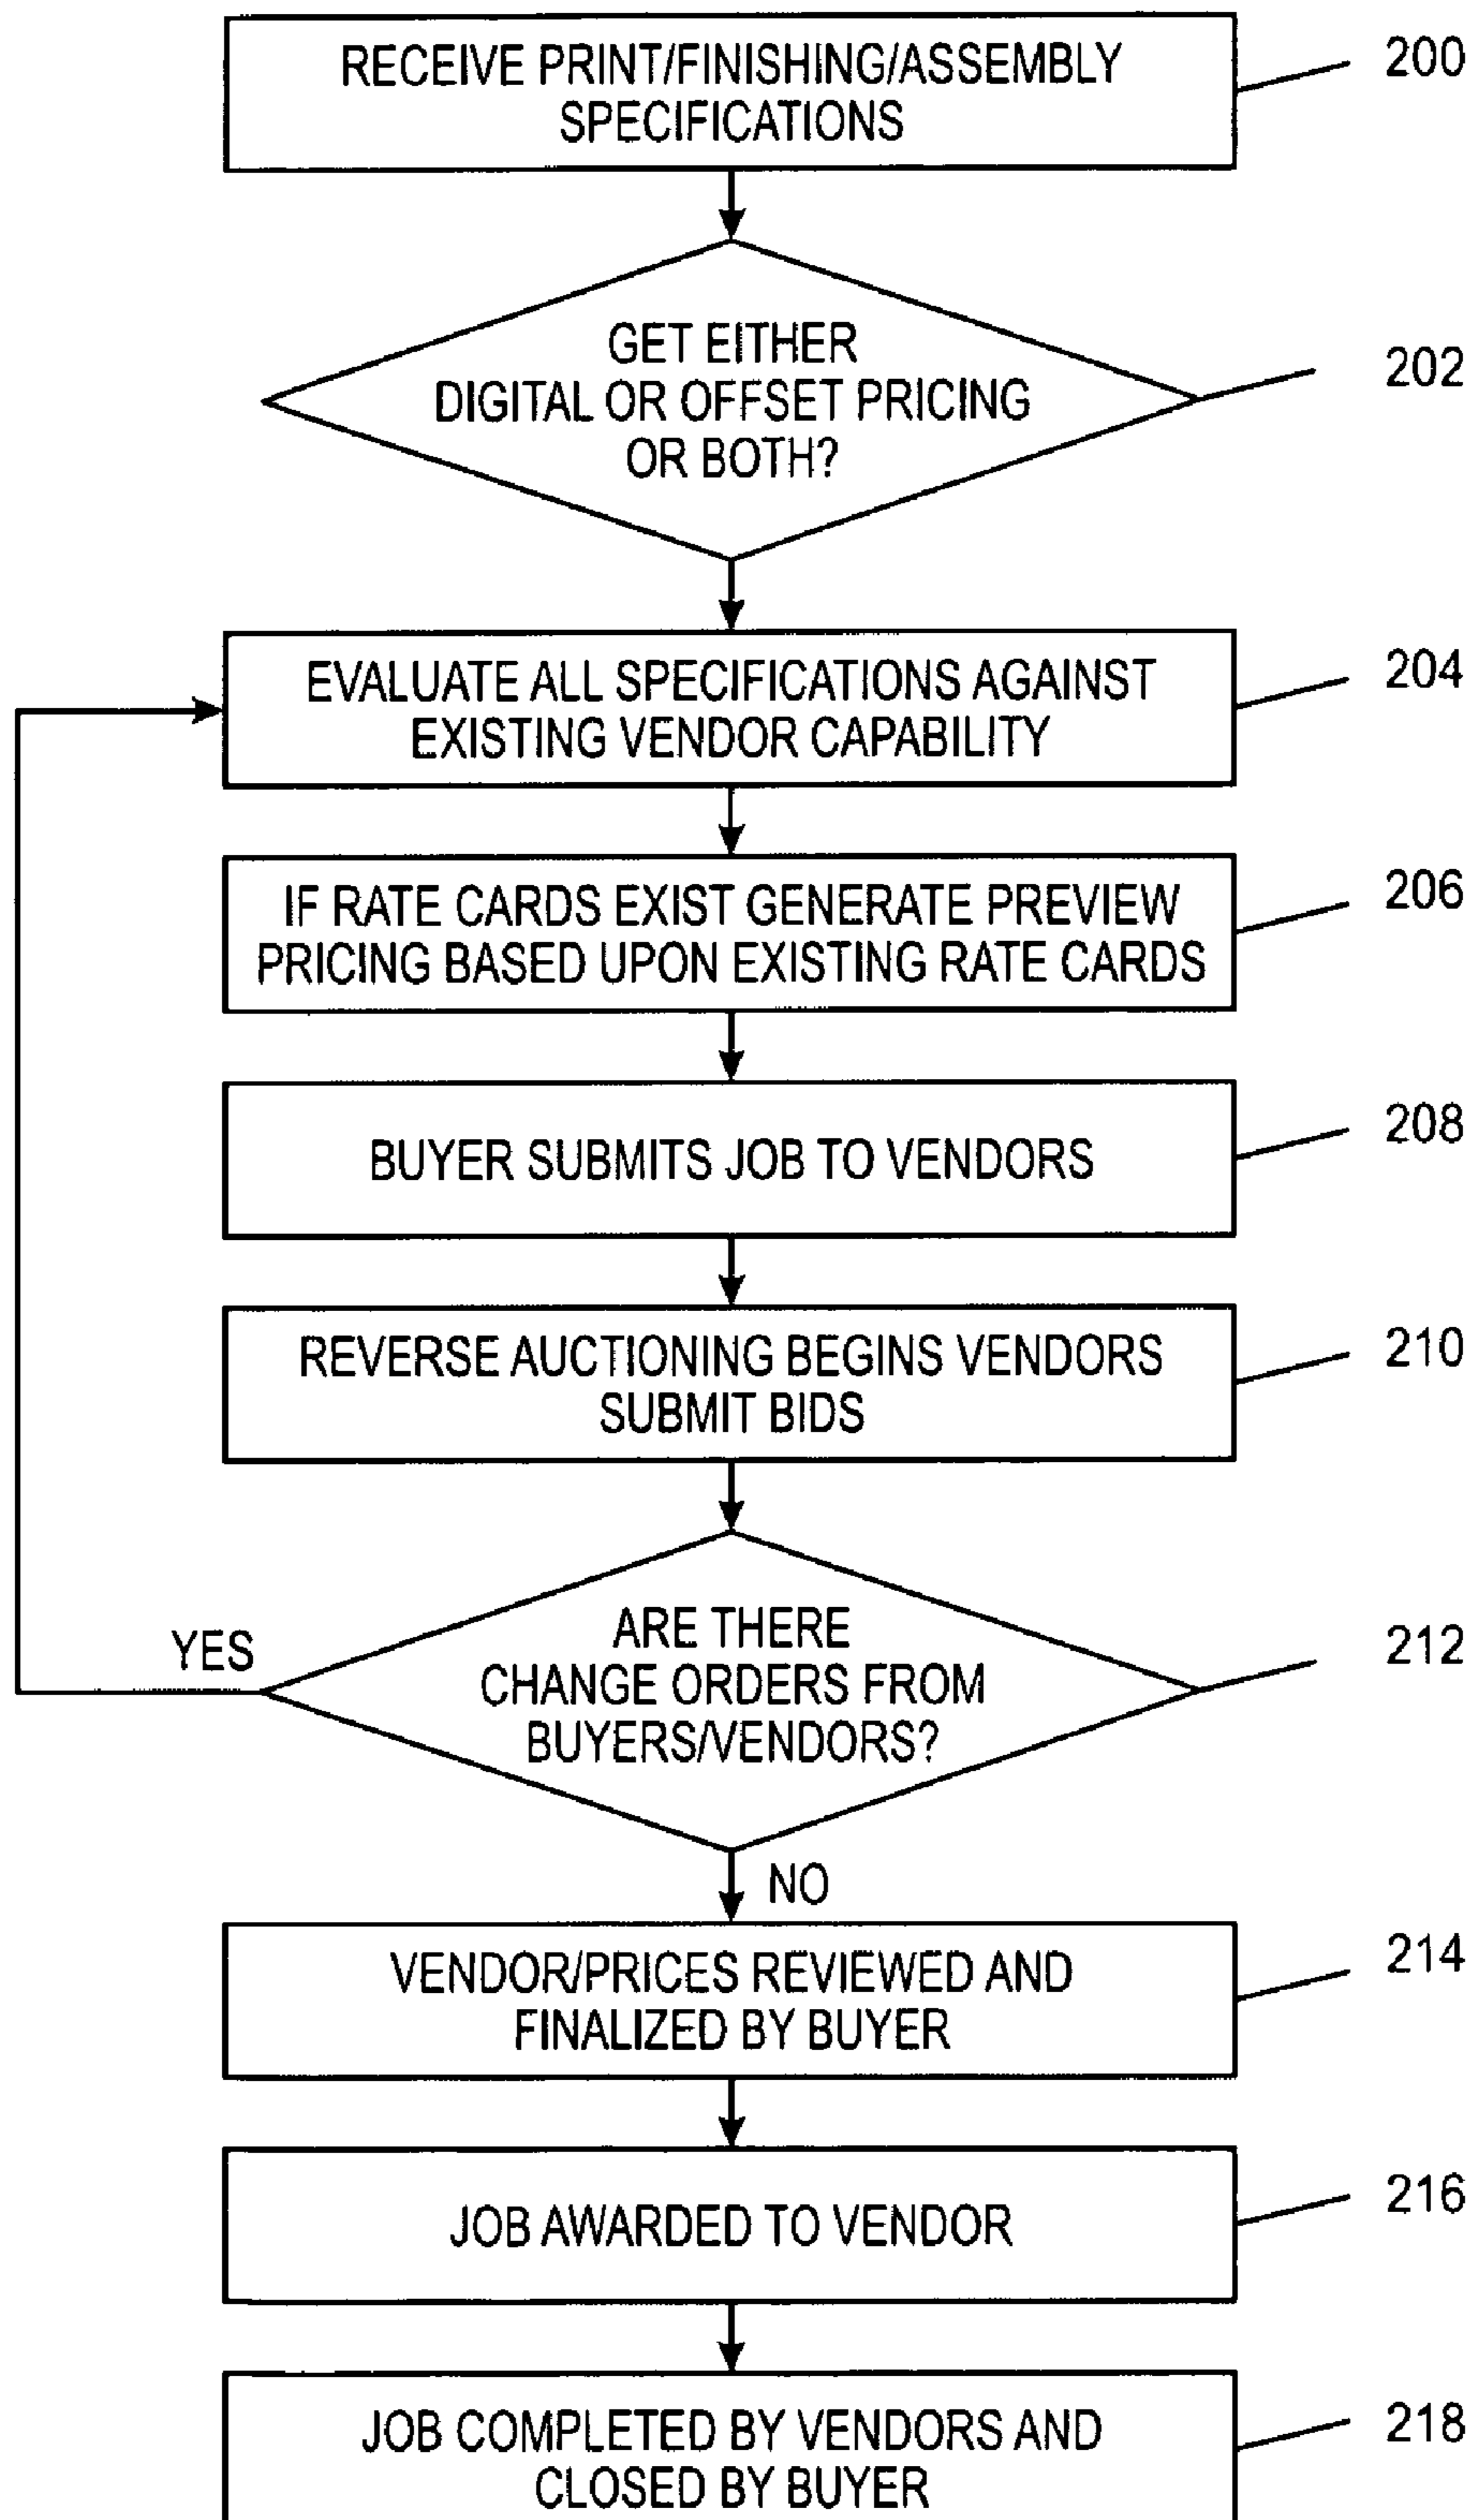 RECEIVE PRINT/FINISHING/ASSEMBLY
SPECIFICATIONS
200
GET EITHER
DIGITAL OR OFFSET PRICING
OR BOTH?
202
EVALUATE ALL SPECIFICATIONS AGAINST
EXISTING VENDOR CAPABILITY
204
IF RATE CARDS EXIST GENERATE PREVIEW
PRICING BASED UPON EXISTING RATE CARDS
206
BUYER SUBMITS JOB TO VENDORS
208
REVERSE AUCTIONING BEGINS VENDORS
SUBMIT BIDS
210
ARE THERE
CHANGE ORDERS FROM
BUYERS/VENDORS?
212
YES
NO
VENDOR/PRICES REVIEWED AND
FINALIZED BY BUYER
214
JOB AWARDED TO VENDOR
216
JOB COMPLETED BY VENDORS AND
CLOSED BY BUYER
218